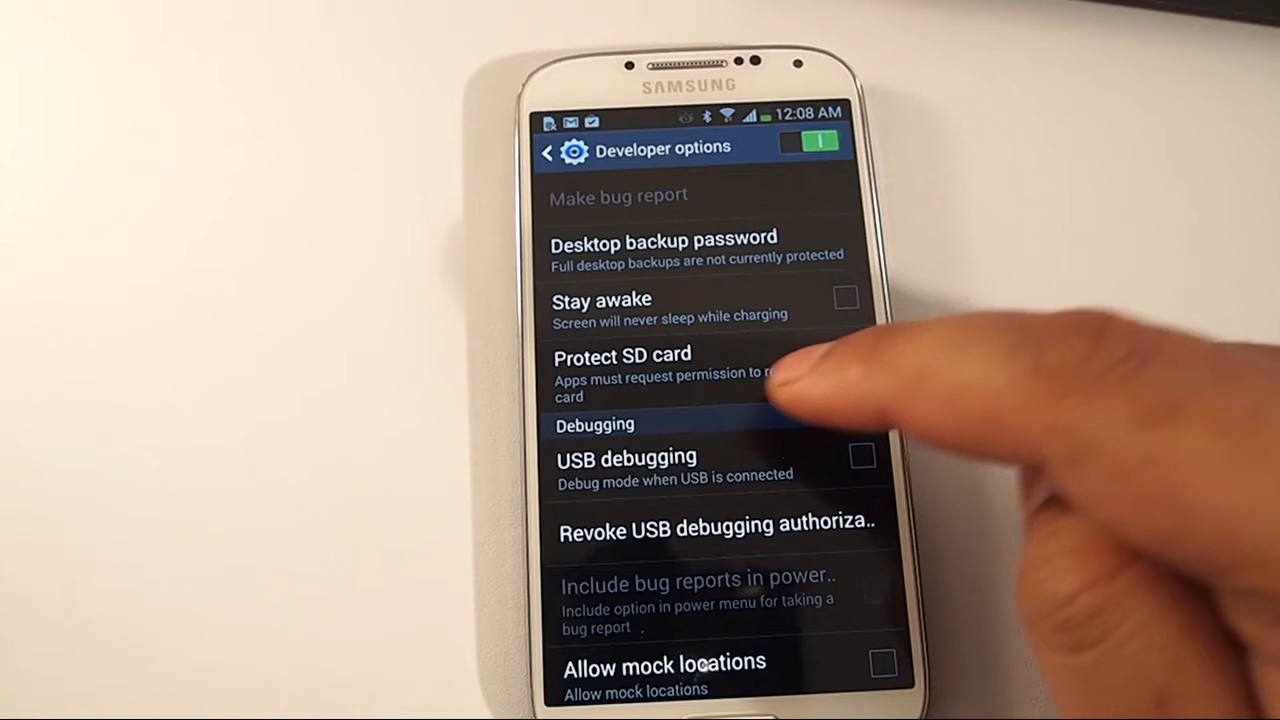 SAMSUNG
12:08 AM
Developer options
Make bug report
Desktop backup password
Full desktop backups are not currently protected
Stay awake
Screen will never sleep while charging
Protect SD card
Apps must request permission to
card
Debugging
USB debugging
Debug mode when USB is connected
Revoke USB debugging authoriza..
Include bug reports in power..
Include option in power menu for taking a
bug report
Allow mock locations
Allow mock locations